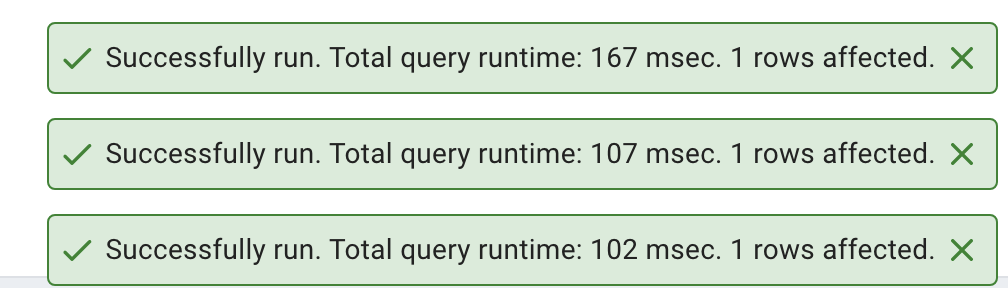 Successfully run. Total query runtime: 167 msec. 1 rows affected.
Successfully run. Total query runtime: 107 msec. 1 rows affected.
Successfully run. Total query runtime: 102 msec. 1 rows affected.